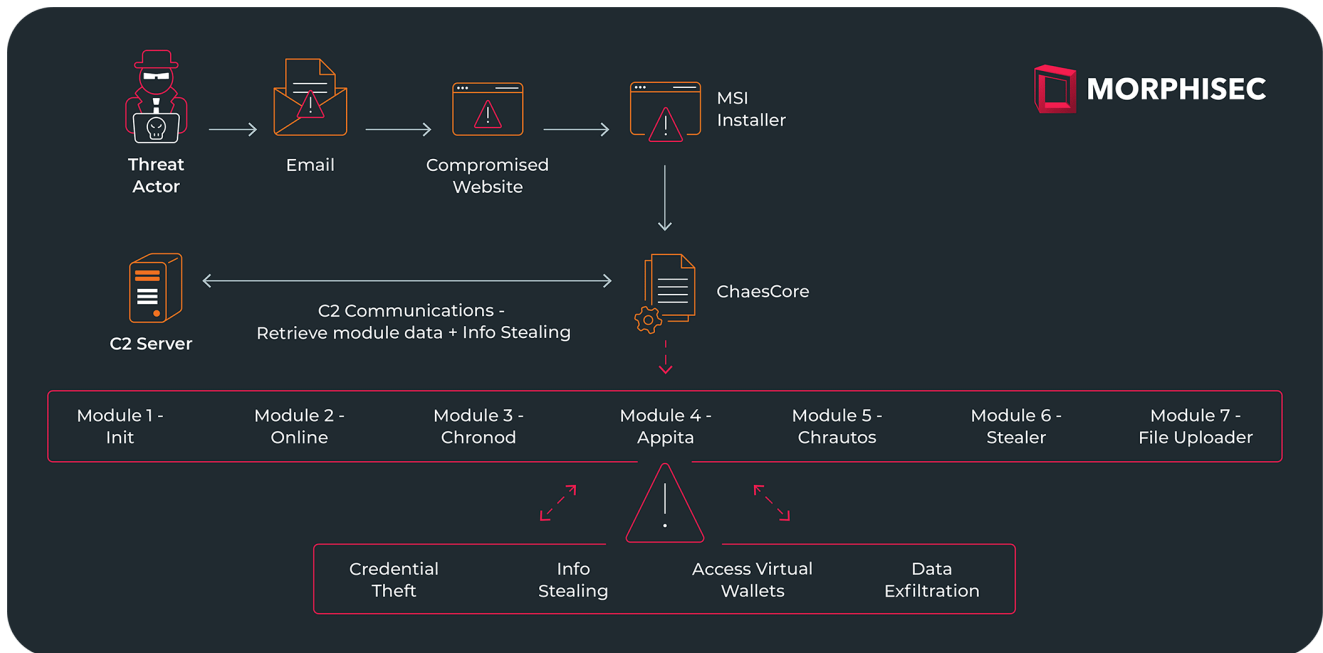 MORPHISEC
Threat
Actor
Email
Compromised
Website
MSI
Installer
C2 Server
C2 Communications -
Retrieve module data + Info Stealing
ChaesCore
Module 1 -
Init
Module 2 -
Online
Module 3 -
Chronod
Module 4 -
Appita
Module 5 -
Chrautos
Module 6 -
Stealer
Module 7 -
File Uploader
Credential
Theft
Info
Stealing
Access Virtual
Wallets
Data
Exfiltration